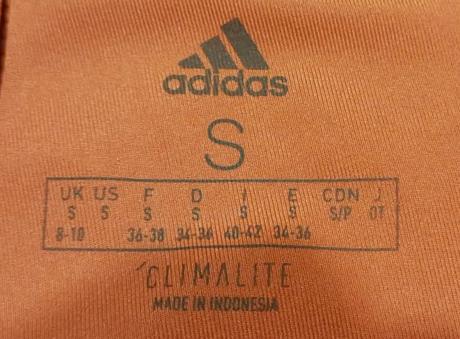 adidas
S
UK US F D I E CDN J
S S S S S S S/P OT
8-10 36-38 34-36 40-42 34-36
CLIMALITE
MADE IN INDONESIA